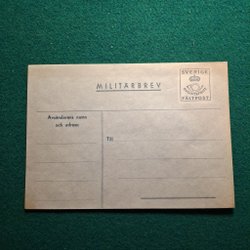 MILITÄRBREV
SVERIGE
FÄLTPOST
Avsändarens namn
och adress:
Till